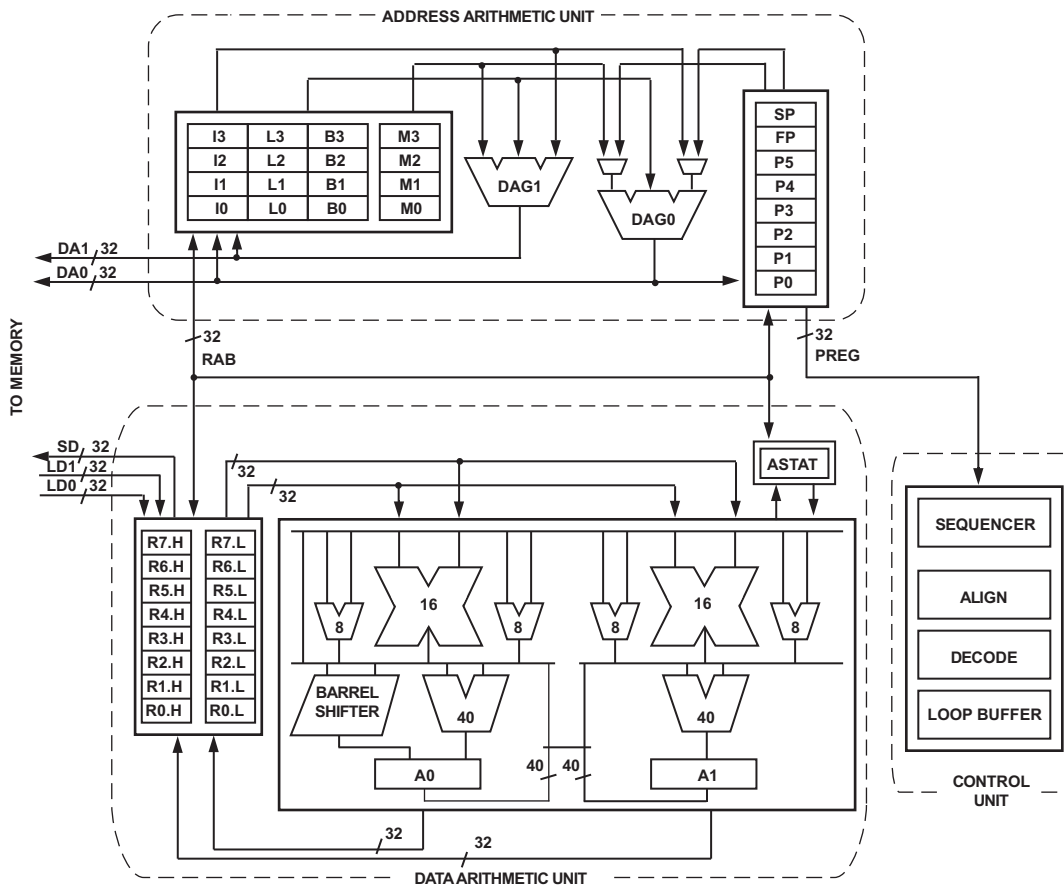 ADDRESS ARITHMETIC UNIT
SP
FP
P5
P4
P3
P2
P1
P0
I3 L3 B3 M3
I2 L2 B2 M2
I1 L1 B1 M1
I0 L0 B0 M0
DAG1
DAG0
DA1 32
DA0 32
TO MEMORY
32
RAB
32
PREG
SD 32
LD1 32
LD0 32
32
32
ASTAT
R7.H R7.L
R6.H R6.L
R5.H R5.L
R4.H R4.L
R3.H R3.L
R2.H R2.L
R1.H R1.L
R0.H R0.L
16
8
8
8
16
8
BARREL
SHIFTER
40
40
A0
40 40
A1
32
32
DATA ARITHMETIC UNIT
SEQUENCER
ALIGN
DECODE
LOOP BUFFER
CONTROL
UNIT